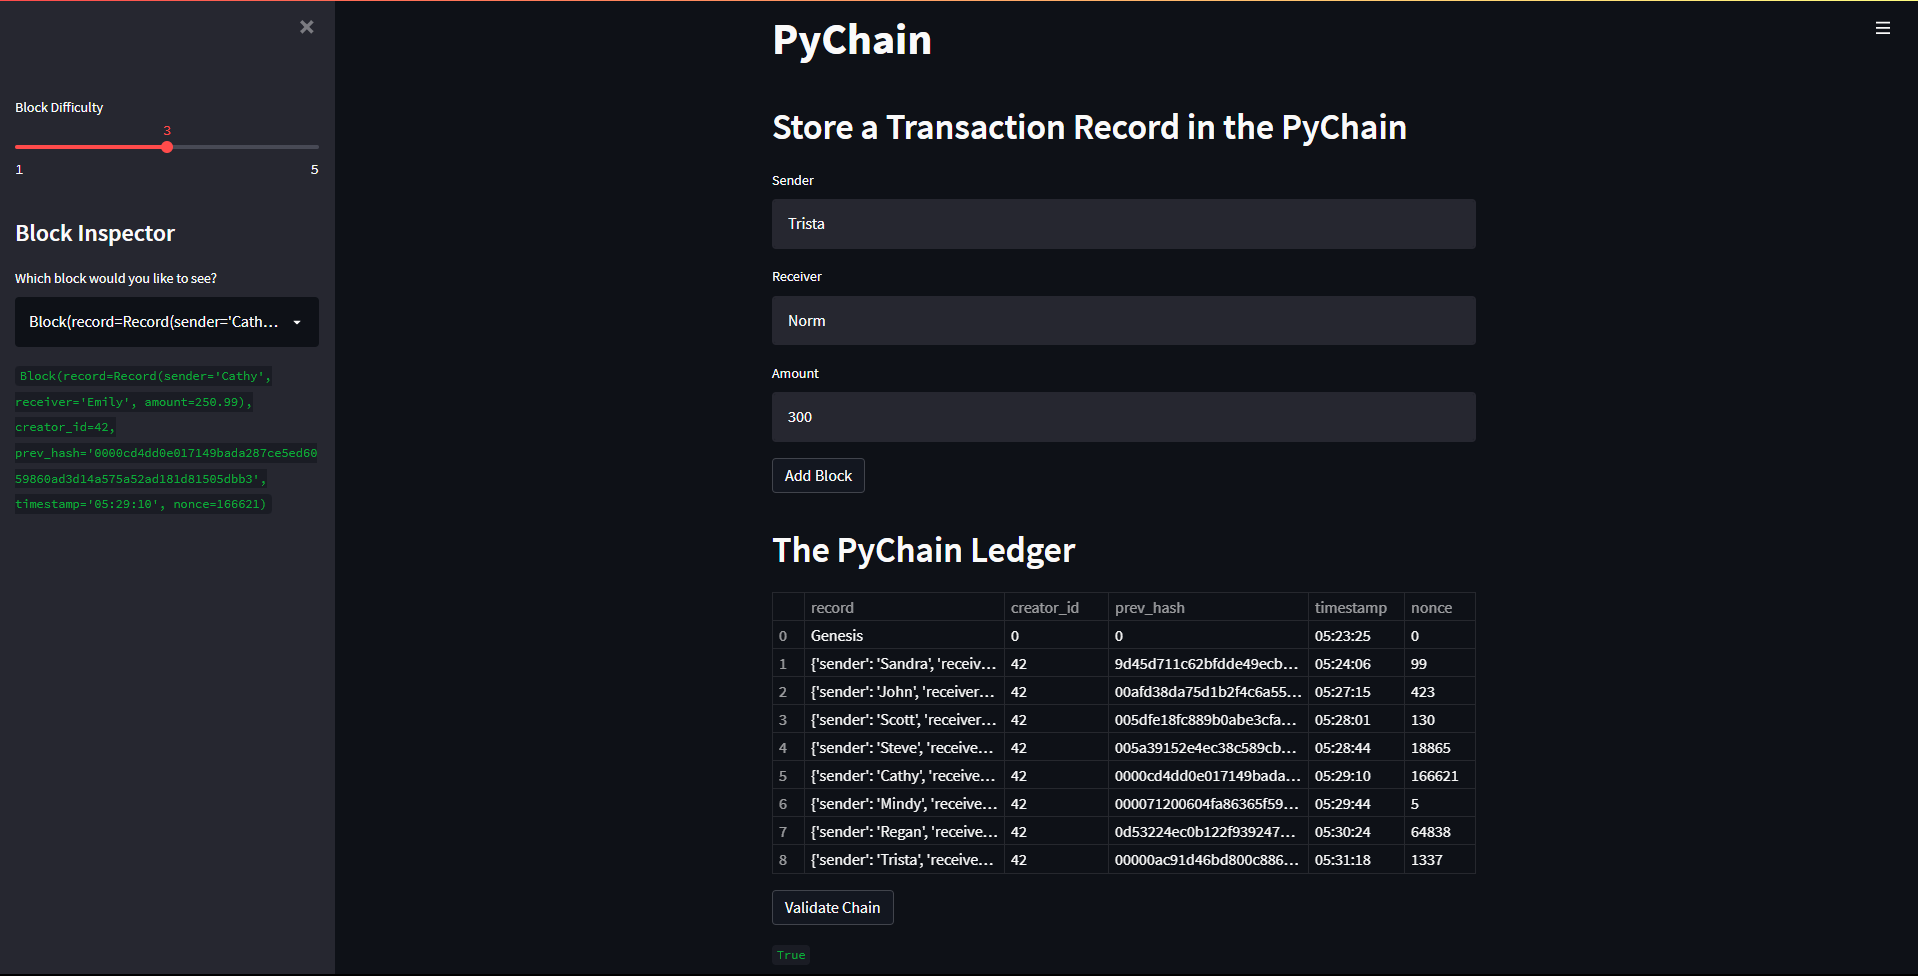 Block Difficulty
3
1 5
Block Inspector
Which block would you like to see?
Block(record=Record(sender='Cath...
Block(record=Record(sender='Cathy',
receiver='Emily', amount=250.99),
creator_id=42,
prev_hash='0000cd4dd0e017149bada287ce5ed60
59860ad3d14a575a52ad181d81505dbb3',
timestamp='05:29:10', nonce=166621)
PyChain
Store a Transaction Record in the PyChain
Sender
Trista
Receiver
Norm
Amount
300
Add Block
The PyChain Ledger
record creator_id prev_hash timestamp nonce
0 Genesis 0 0 05:23:25 0
1 {'sender': 'Sandra', 'receiv... 42 9d45d711c62bfdde49ecb... 05:24:06 99
2 {'sender': 'John', 'receiver... 42 00afd38da75d1b2f4c6a55... 05:27:15 423
3 {'sender': 'Scott', 'receiver... 42 005dfe18fc889b0abe3cfa... 05:28:01 130
4 {'sender': 'Steve', 'receive... 42 005a39152e4ec38c589cb... 05:28:44 18865
5 {'sender': 'Cathy', 'receive... 42 0000cd4dd0e017149bada... 05:29:10 166621
6 {'sender': 'Mindy', 'receive... 42 000071200604fa86365f59... 05:29:44 5
7 {'sender': 'Regan', 'receive... 42 0d53224ec0b122f939247... 05:30:24 64838
8 {'sender': 'Trista', 'receive... 42 00000ac91d46bd800c886... 05:31:18 1337
Validate Chain
True